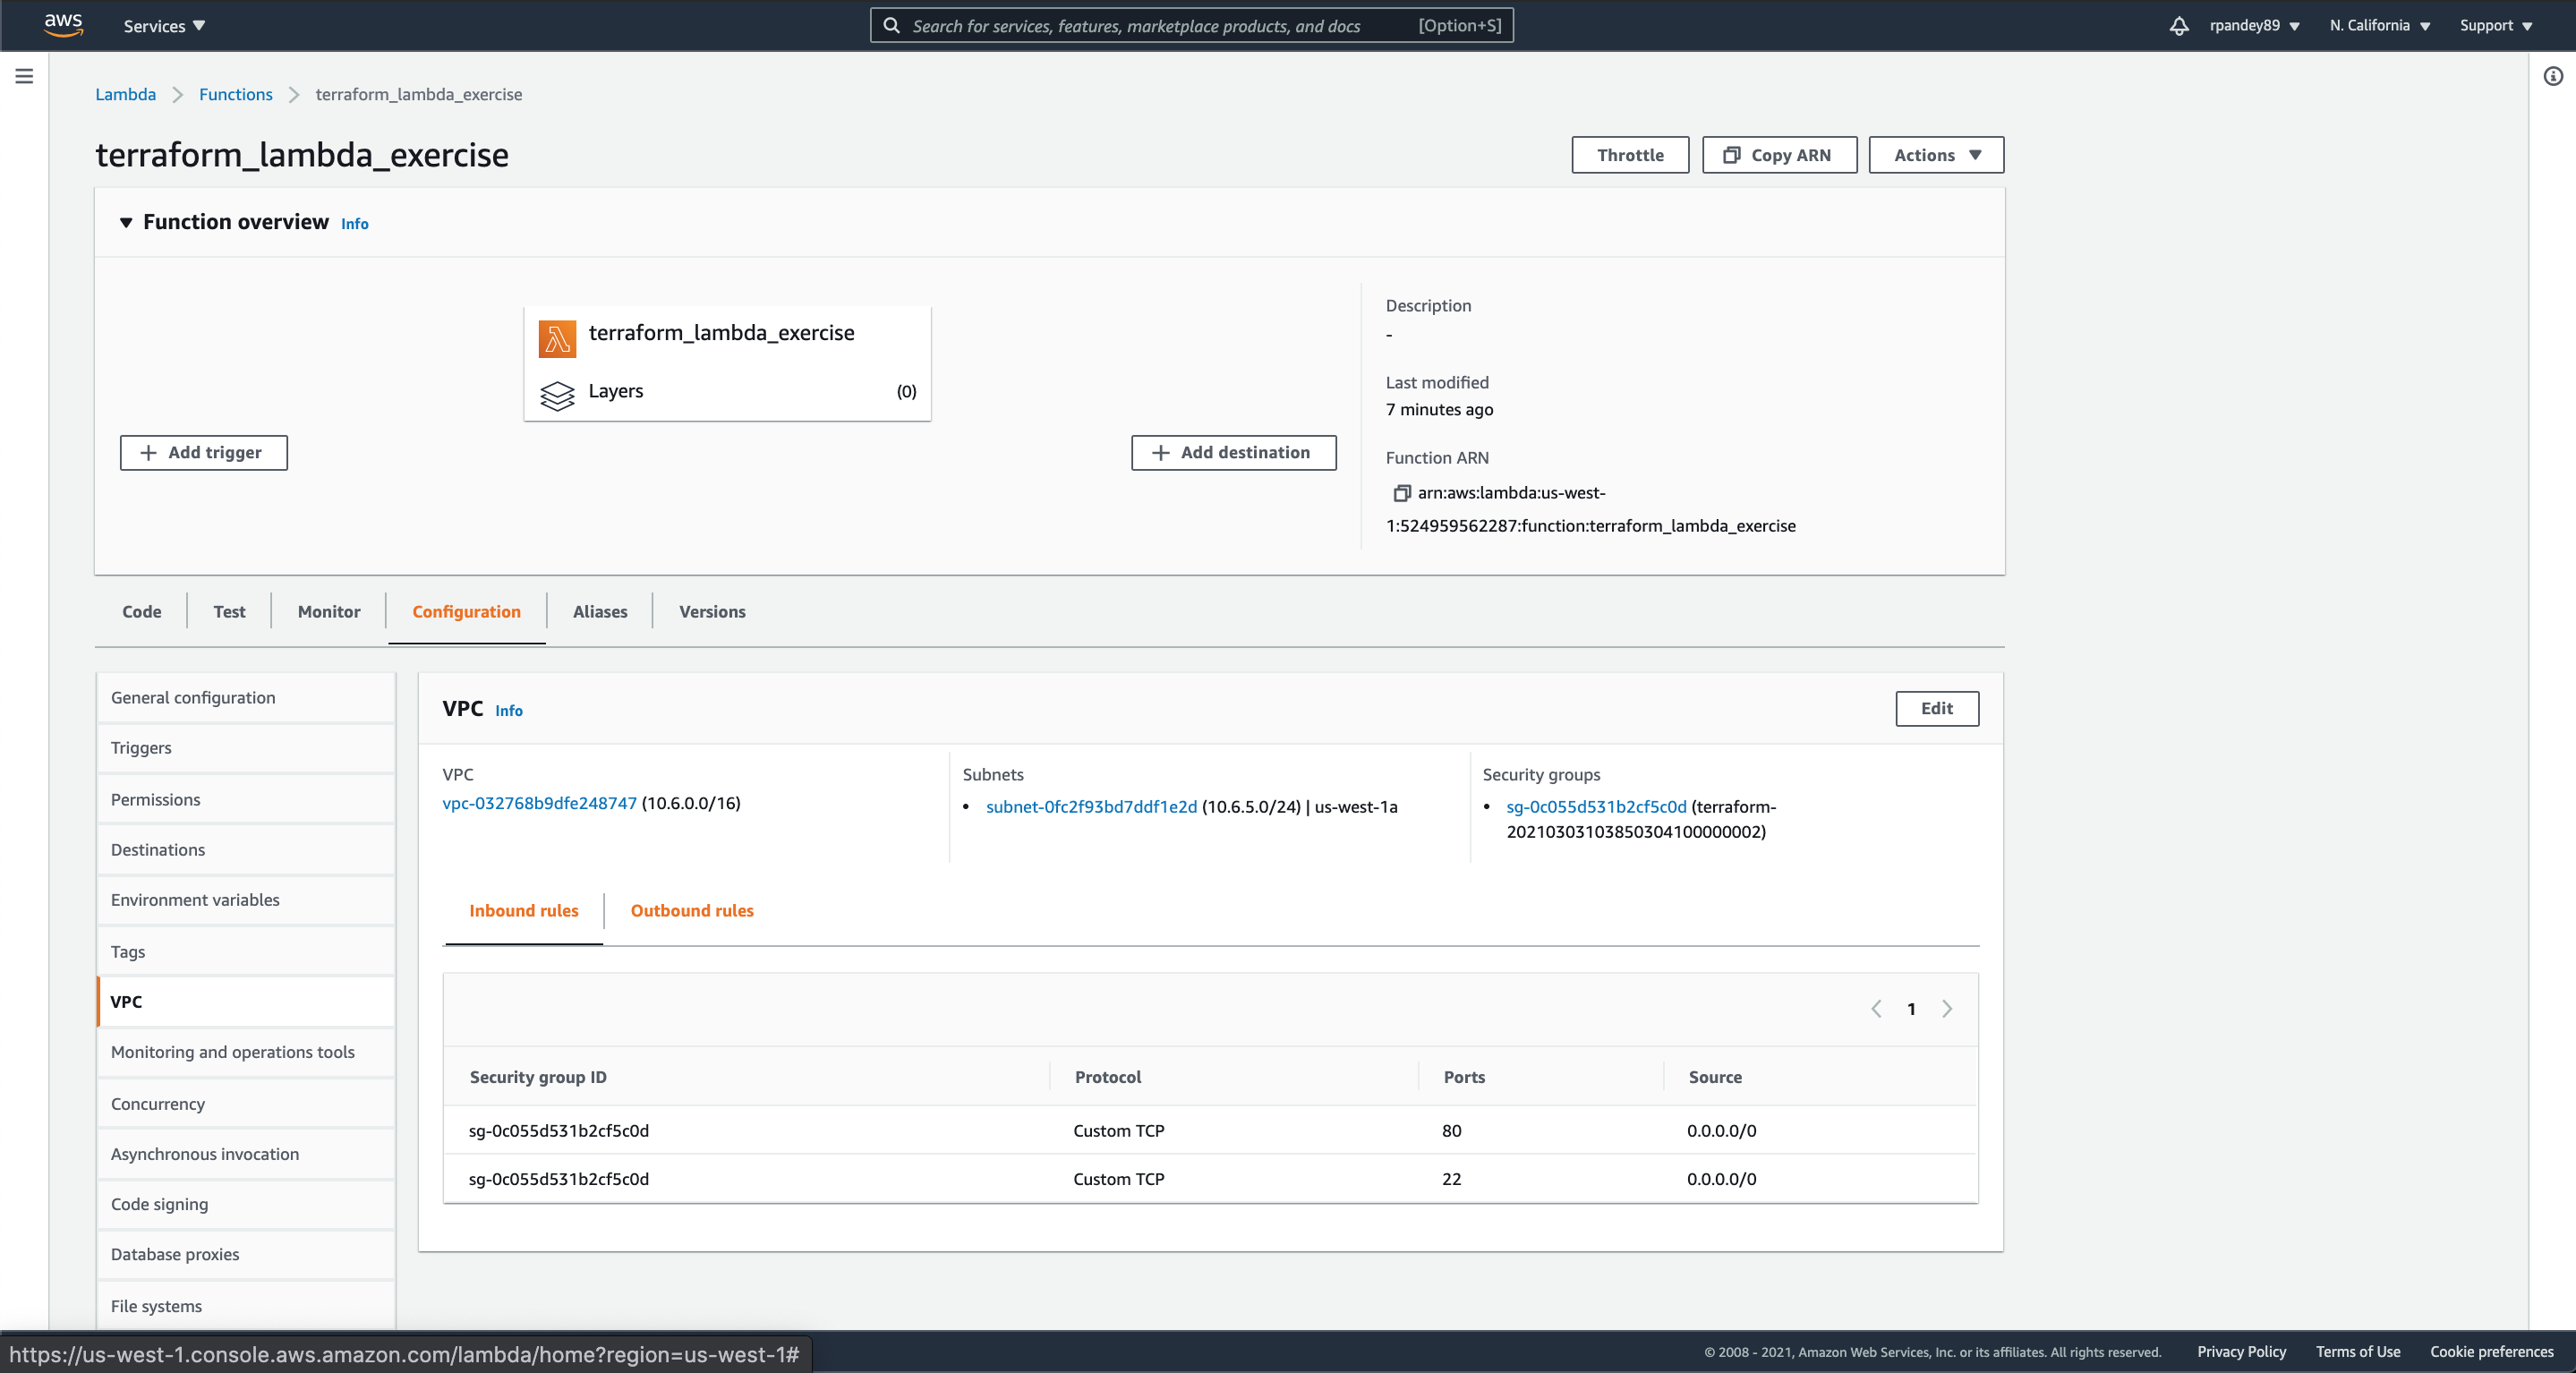 aws Services ▼ Search for services, features, marketplace products, and docs [Option+S] rpandey89 ▼ N. California ▼ Support ▼
Lambda > Functions > terraform_lambda_exercise
terraform_lambda_exercise
Throttle Copy ARN Actions ▼
▼ Function overview Info
terraform_lambda_exercise
Layers (0)
+ Add trigger
+ Add destination
Description
-
Last modified
7 minutes ago
Function ARN
arn:aws:lambda:us-west-
1:524959562287:function:terraform_lambda_exercise
Code Test Monitor Configuration Aliases Versions
General configuration
Triggers
Permissions
Destinations
Environment variables
Tags
VPC
Monitoring and operations tools
Concurrency
Asynchronous invocation
Code signing
Database proxies
File systems
VPC Info Edit
VPC
vpc-032768b9dfe248747 (10.6.0.0/16)
Subnets
• subnet-0fc2f93bd7ddf1e2d (10.6.5.0/24) | us-west-1a
Security groups
• sg-0c055d531b2cf5c0d (terraform-
20210303103850304100000002)
Inbound rules Outbound rules
< 1 >
Security group ID Protocol Ports Source
sg-0c055d531b2cf5c0d Custom TCP 80 0.0.0.0/0
sg-0c055d531b2cf5c0d Custom TCP 22 0.0.0.0/0
https://us-west-1.console.aws.amazon.com/lambda/home?region=us-west-1#
© 2008 - 2021, Amazon Web Services, Inc. or its affiliates. All rights reserved. Privacy Policy Terms of Use Cookie preferences